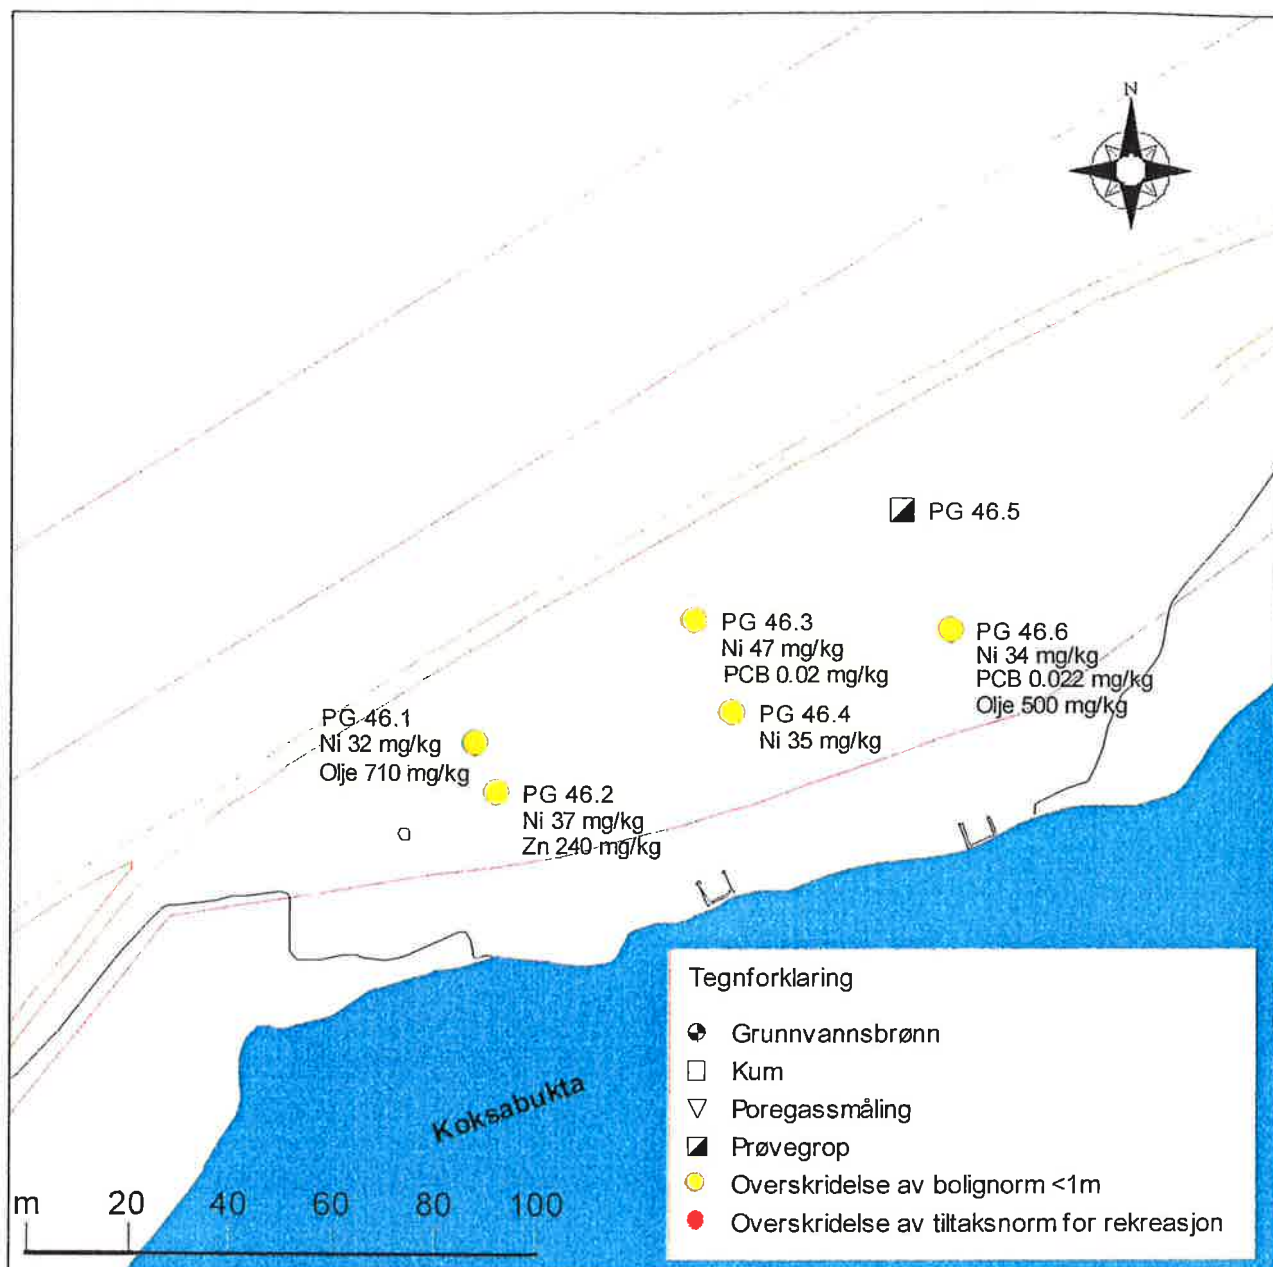 N
PG 46.5
PG 46.3
Ni 47 mg/kg
PCB 0.02 mg/kg
PG 46.6
Ni 34 mg/kg
PCB 0.022 mg/kg
Olje 500 mg/kg
PG 46.4
Ni 35 mg/kg
PG 46.1
Ni 32 mg/kg
Olje 710 mg/kg
PG 46.2
Ni 37 mg/kg
Zn 240 mg/kg
Koksabukta
Tegnforklaring
Grunnvannsbrønn
Kum
Poregassmåling
Prøvegrop
Overskridelse av bolignorm <1m
Overskridelse av tiltaksnorm for rekreasjon
m 20 40 60 80 100